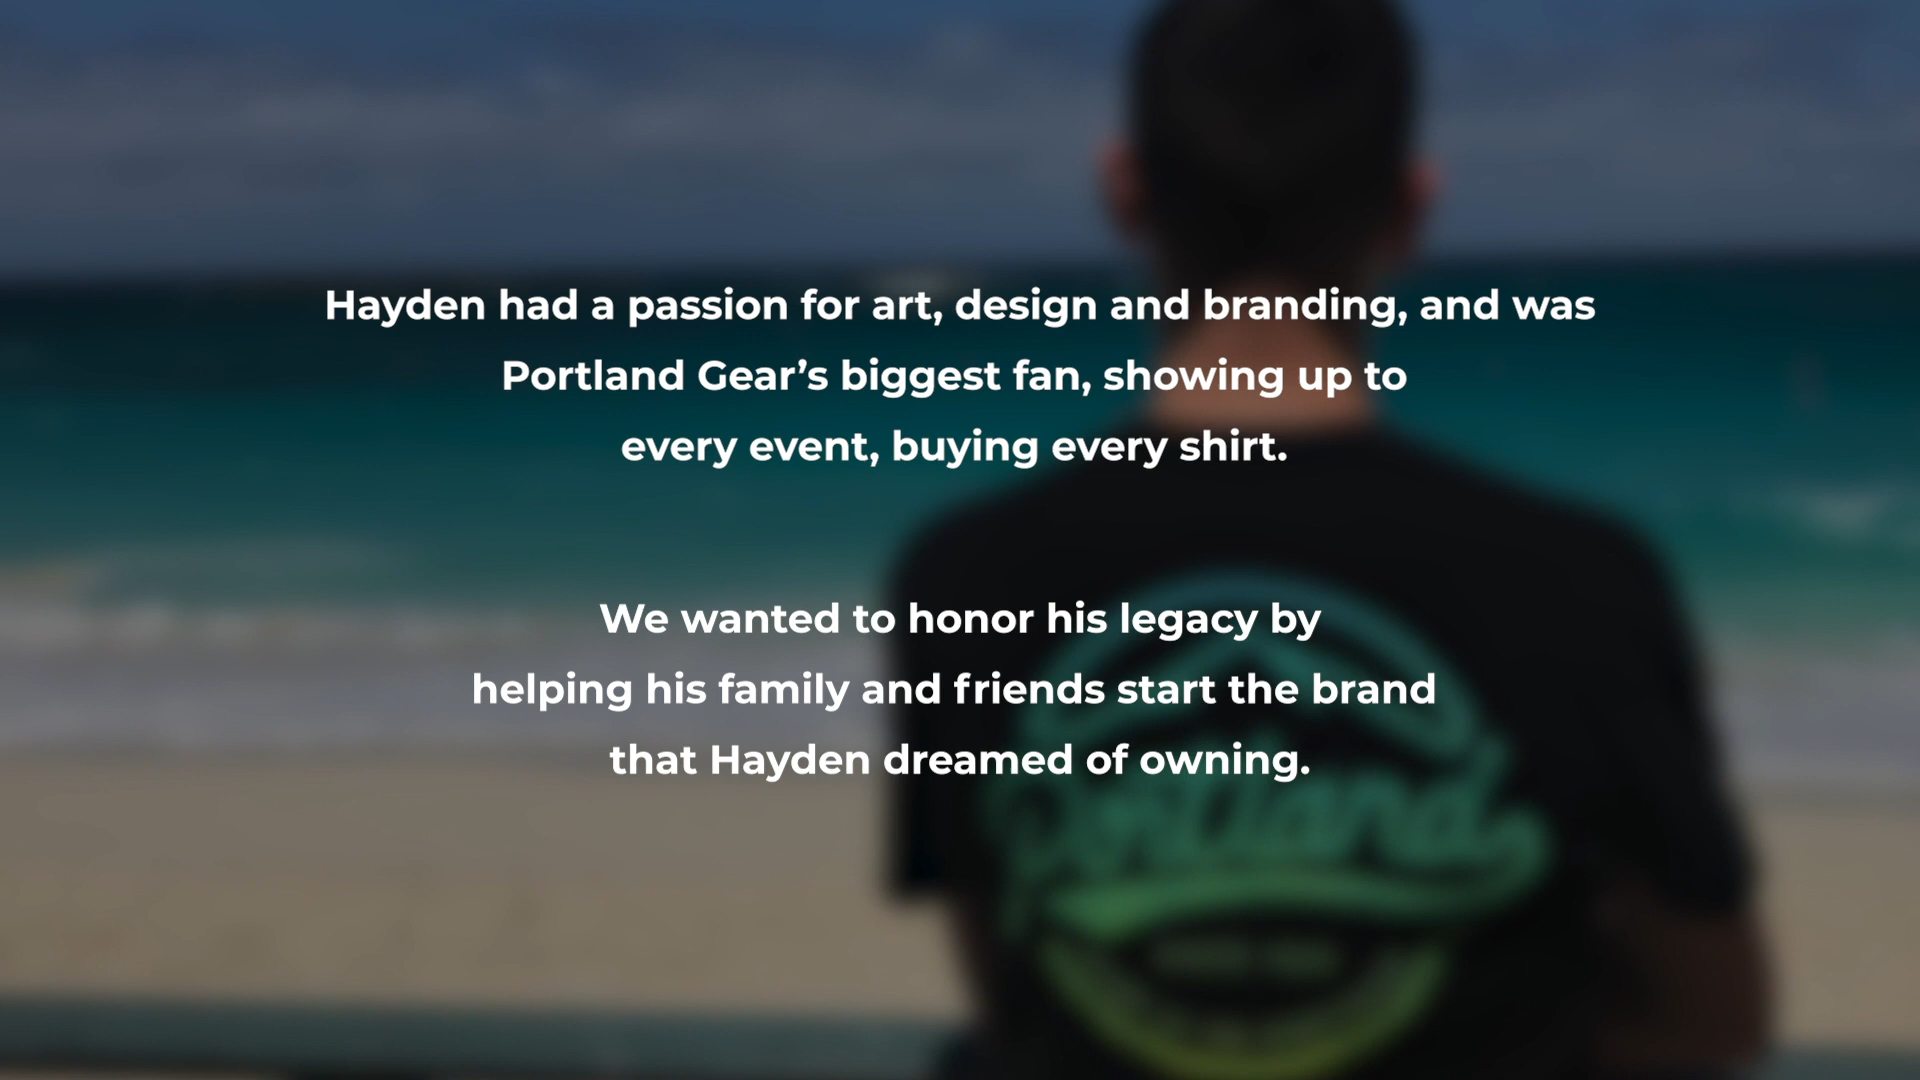 Hayden had a passion for art, design and branding, and was
Portland Gear’s biggest fan, showing up to
every event, buying every shirt.
We wanted to honor his legacy by
helping his family and friends start the brand
that Hayden dreamed of owning.
Portland